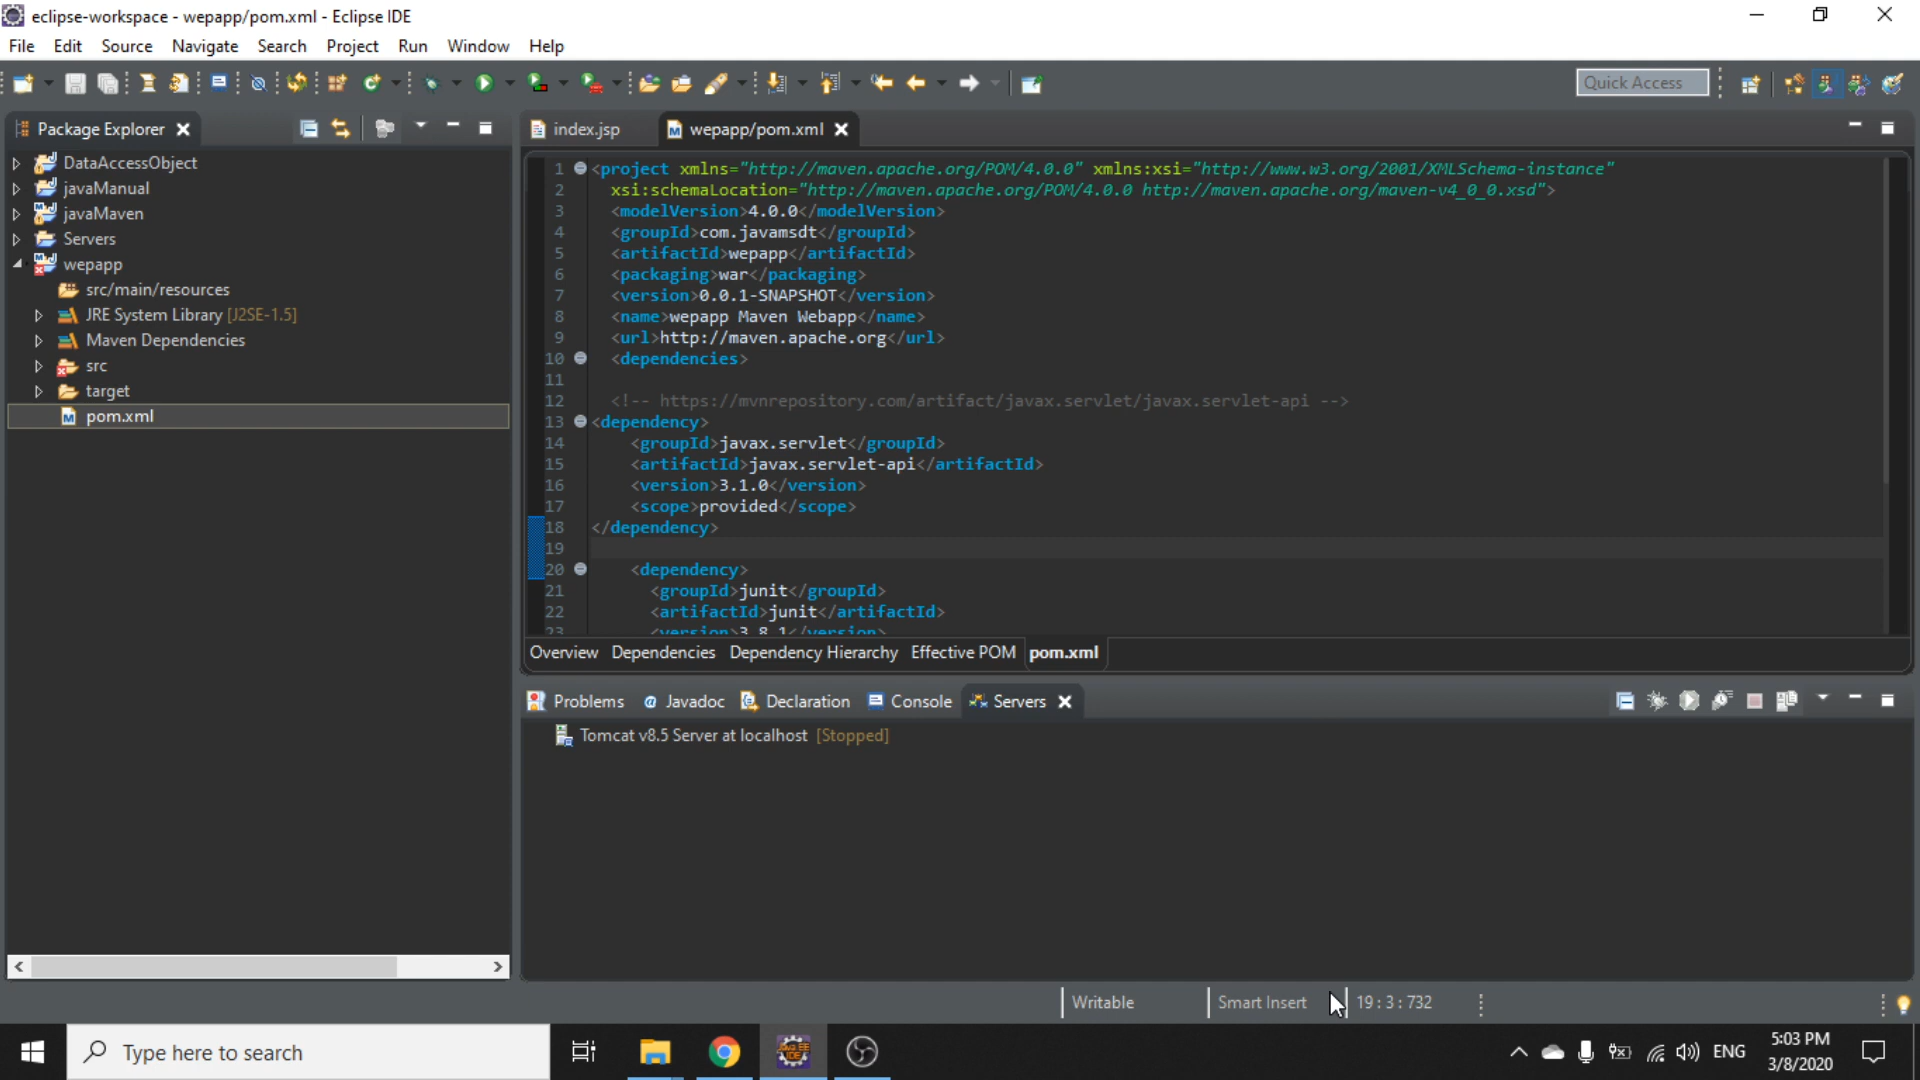 eclipse-workspace - wepapp/pom.xml - Eclipse IDE
File Edit Source Navigate Search Project Run Window Help
Quick Access
Package Explorer
index.jsp
wepapp/pom.xml
DataAccessObject
javaManual
javaMaven
Servers
wepapp
src/main/resources
JRE System Library [J2SE-1.5]
Maven Dependencies
src
target
pom.xml
1 <project xmlns="http://maven.apache.org/POM/4.0.0" xmlns:xsi="http://www.w3.org/2001/XMLSchema-instance"
2 xsi:schemaLocation="http://maven.apache.org/POM/4.0.0 http://maven.apache.org/maven-v4_0_0.xsd">
3 <modelVersion>4.0.0</modelVersion>
4 <groupId>com.javamsdt</groupId>
5 <artifactId>wepapp</artifactId>
6 <packaging>war</packaging>
7 <version>0.0.1-SNAPSHOT</version>
8 <name>wepapp Maven Webapp</name>
9 <url>http://maven.apache.org</url>
10 <dependencies>
11
12 <!-- https://mvnrepository.com/artifact/javax.servlet/javax.servlet-api -->
13 <dependency>
14 <groupId>javax.servlet</groupId>
15 <artifactId>javax.servlet-api</artifactId>
16 <version>3.1.0</version>
17 <scope>provided</scope>
18 </dependency>
19
20 <dependency>
21 <groupId>junit</groupId>
22 <artifactId>junit</artifactId>
23 <version>3.8.1</version>
Overview Dependencies Dependency Hierarchy Effective POM pom.xml
Problems @ Javadoc Declaration Console Servers
Tomcat v8.5 Server at localhost [Stopped]
Writable
Smart Insert
19 : 3 : 732
Type here to search
ENG
5:03 PM
3/8/2020